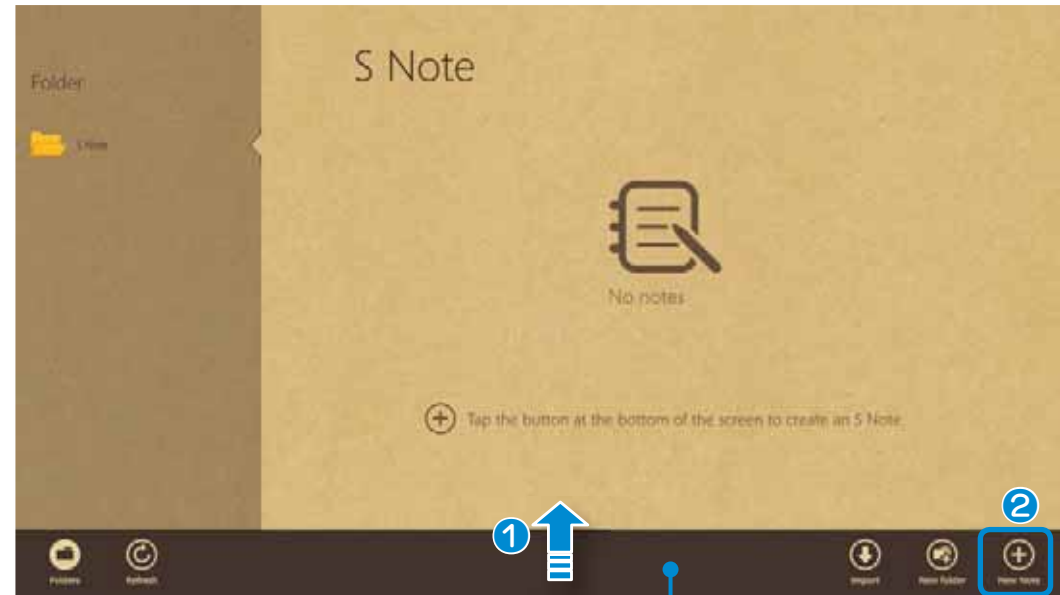 S Note
Folder
S Note
No notes
Tap the button at the bottom of the screen to create an S Note.
1
2
Folders
Refresh
Import
New folder
New Note